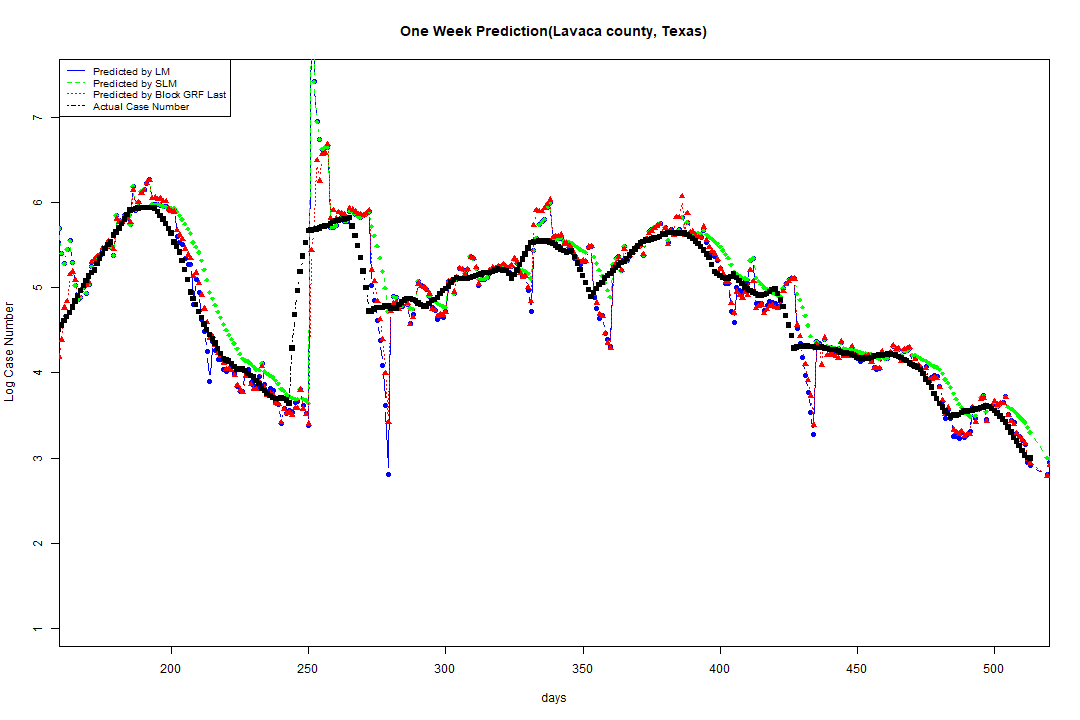 One Week Prediction(Lavaca county, Texas)
Predicted by LM
Predicted by SLM
Predicted by Block GRF Last
Actual Case Number
Log Case Number
7
6
5
4
3
2
1
200 250 300 350 400 450 500
days